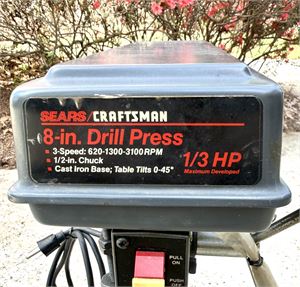 SEARS/CRAFTSMAN
8-in. Drill Press
• 3-Speed: 620-1300-3100 RPM
• 1/2-in. Chuck
• Cast Iron Base; Table Tilts 0-45°
1/3 HP
Maximum Developed
PULL
ON
PUSH
OFF